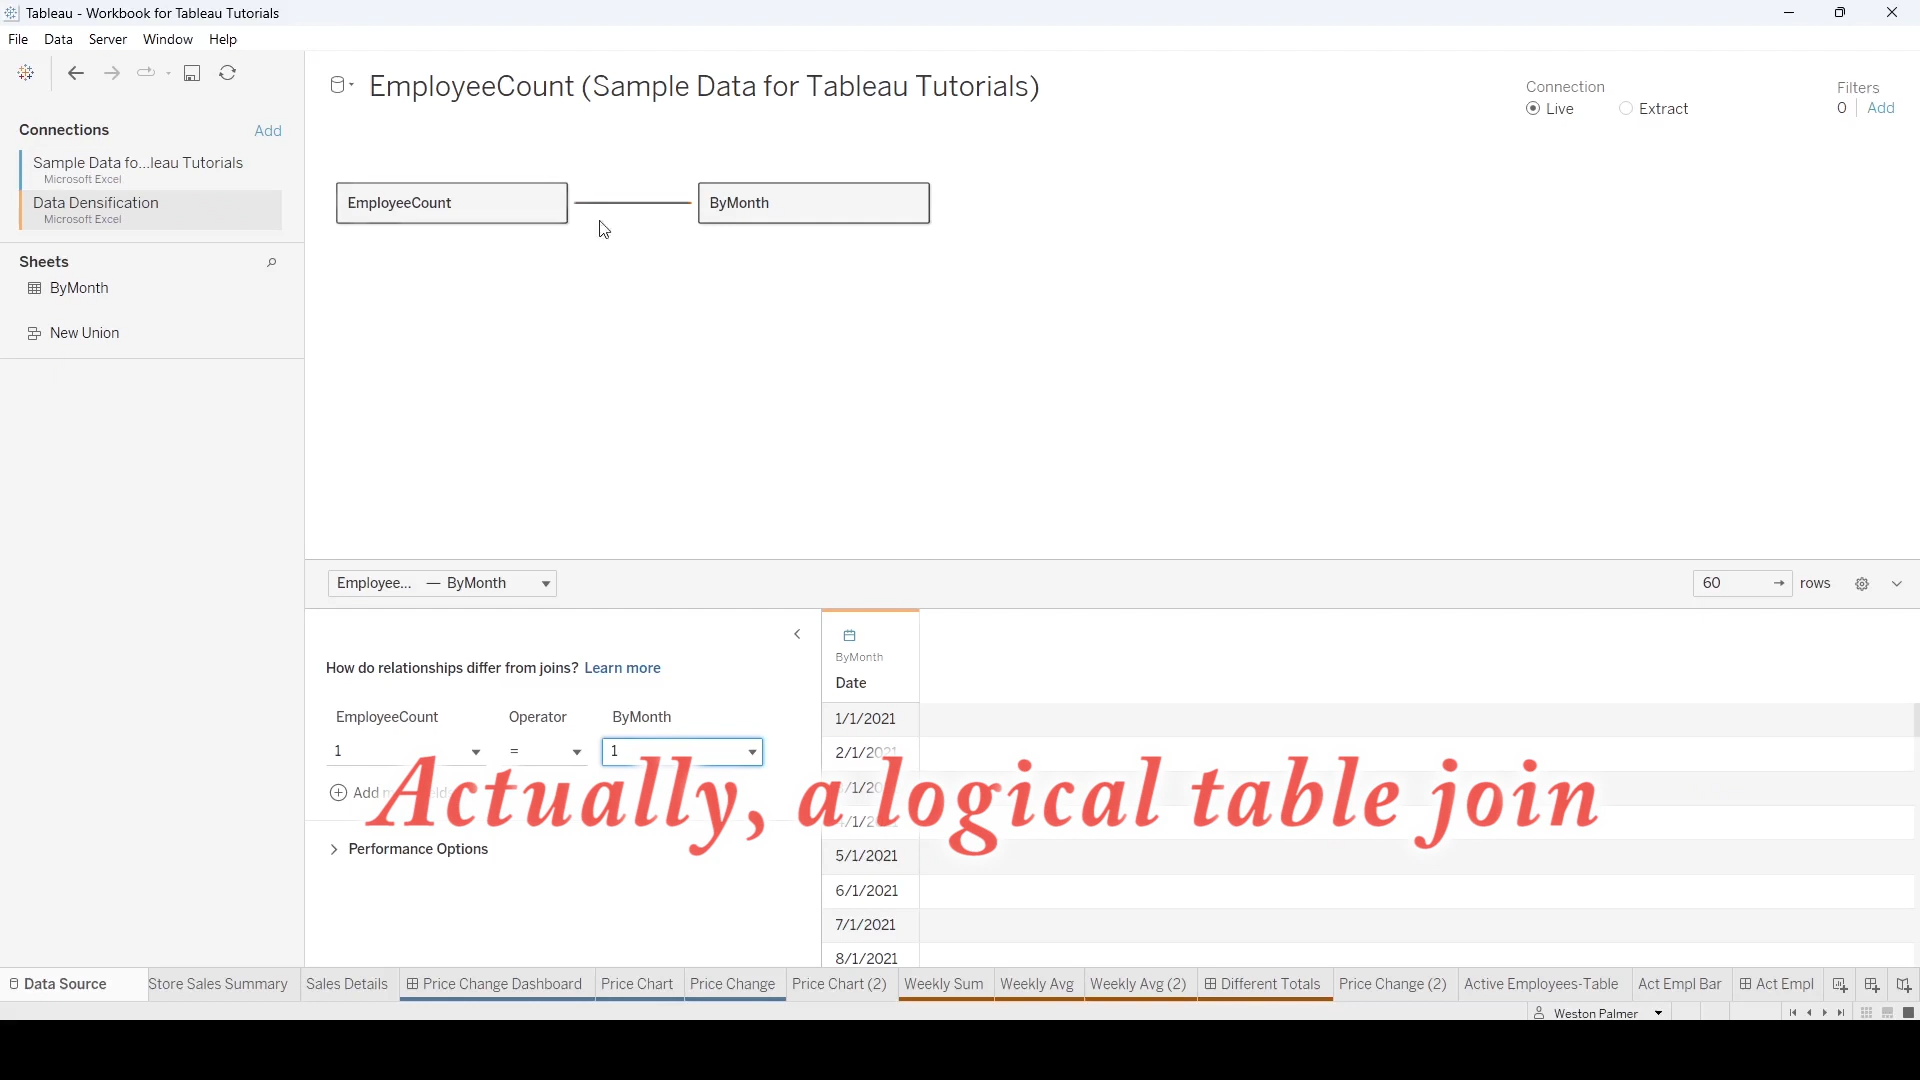 Tableau - Workbook for Tableau Tutorials
File Data Server Window Help
Connections Add
Sample Data fo...leau Tutorials
Microsoft Excel
Data Densification
Microsoft Excel
Sheets
ByMonth
New Union
EmployeeCount (Sample Data for Tableau Tutorials)
Connection
Live Extract
Filters
0 Add
EmployeeCount ByMonth
Employee... — ByMonth
60 → rows
How do relationships differ from joins? Learn more
EmployeeCount Operator ByMonth
1 = 1
Add
Performance Options
ByMonth
Date
1/1/2021
2/1/2021
5/1/2021
6/1/2021
7/1/2021
8/1/2021
Actually, a logical table join
Data Source Store Sales Summary Sales Details Price Change Dashboard Price Chart Price Change Price Chart (2) Weekly Sum Weekly Avg Weekly Avg (2) Different Totals Price Change (2) Active Employees-Table Act Empl Bar Act Empl
Weston Palmer